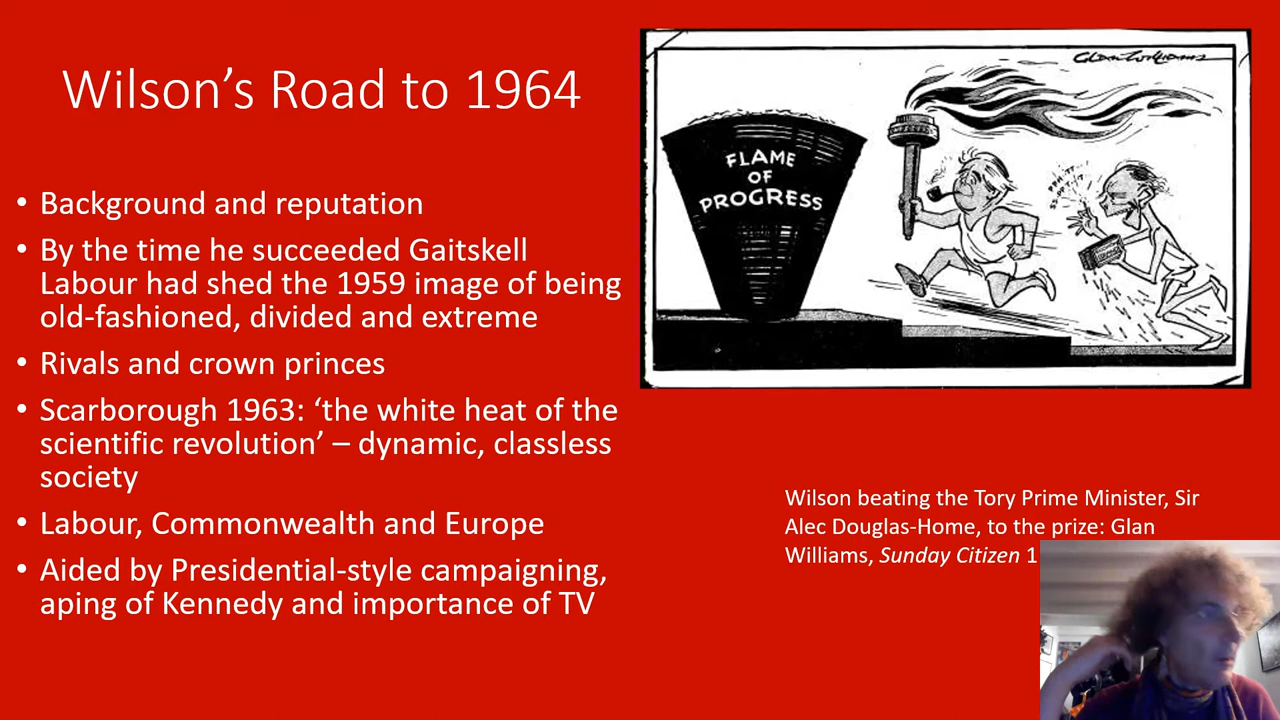 Wilson's Road to 1964
• Background and reputation
• By the time he succeeded Gaitskell
Labour had shed the 1959 image of being
old-fashioned, divided and extreme
• Rivals and crown princes
• Scarborough 1963: ‘the white heat of the
scientific revolution’ – dynamic, classless
society
• Labour, Commonwealth and Europe
• Aided by Presidential-style campaigning,
aping of Kennedy and importance of TV
Glan Williams
FLAME
OF
PROGRESS
Wilson beating the Tory Prime Minister, Sir
Alec Douglas-Home, to the prize: Glan
Williams, Sunday Citizen 1